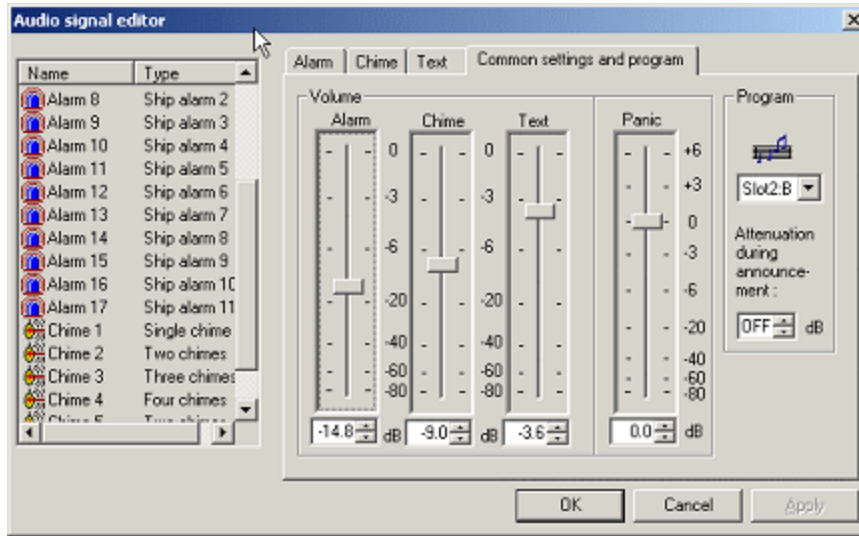 Audio signal editor
Name Type
Alarm 8 Ship alarm 2
Alarm 9 Ship alarm 3
Alarm 10 Ship alarm 4
Alarm 11 Ship alarm 5
Alarm 12 Ship alarm 6
Alarm 13 Ship alarm 7
Alarm 14 Ship alarm 8
Alarm 15 Ship alarm 9
Alarm 16 Ship alarm 10
Alarm 17 Ship alarm 11
Chime 1 Single chime
Chime 2 Two chimes
Chime 3 Three chimes
Chime 4 Four chimes
Alarm Chime Text Common settings and program
Volume
Alarm Chime Text Panic
0 0 +6
-3 -3 +3
-6 -6 0
-20 -20 -3
-40 -40 -6
-60 -60 -20
-80 -80 -40
-60
-80
-14.8 dB -9.0 dB -3.6 dB 0.0 dB
Program
Slot2:B
Attenuation
during
announce-
ment :
OFF dB
OK Cancel Apply